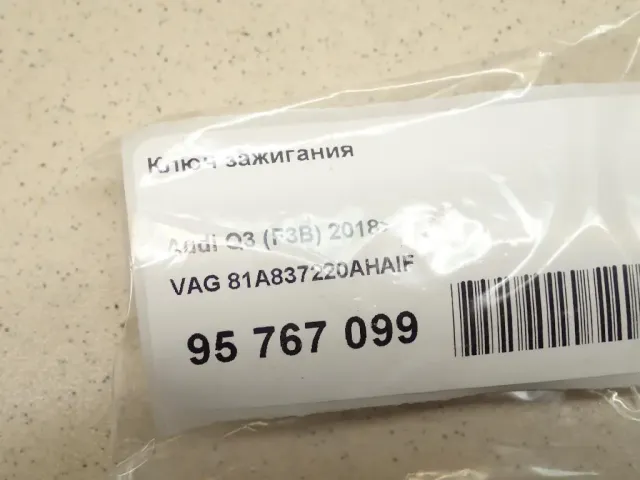 Ключ зажигания
Audi Q3 (F3B) 2018>
VAG 81A837220AHAIF
95 767 099